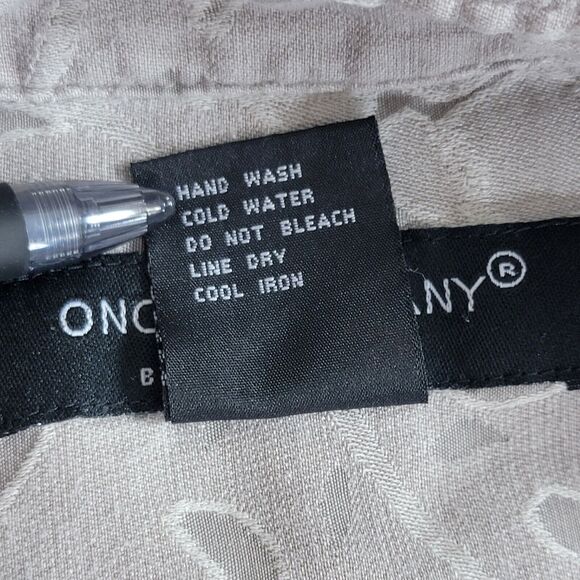 HAND WASH
COLD WATER
DO NOT BLEACH
LINE DRY
COOL IRON